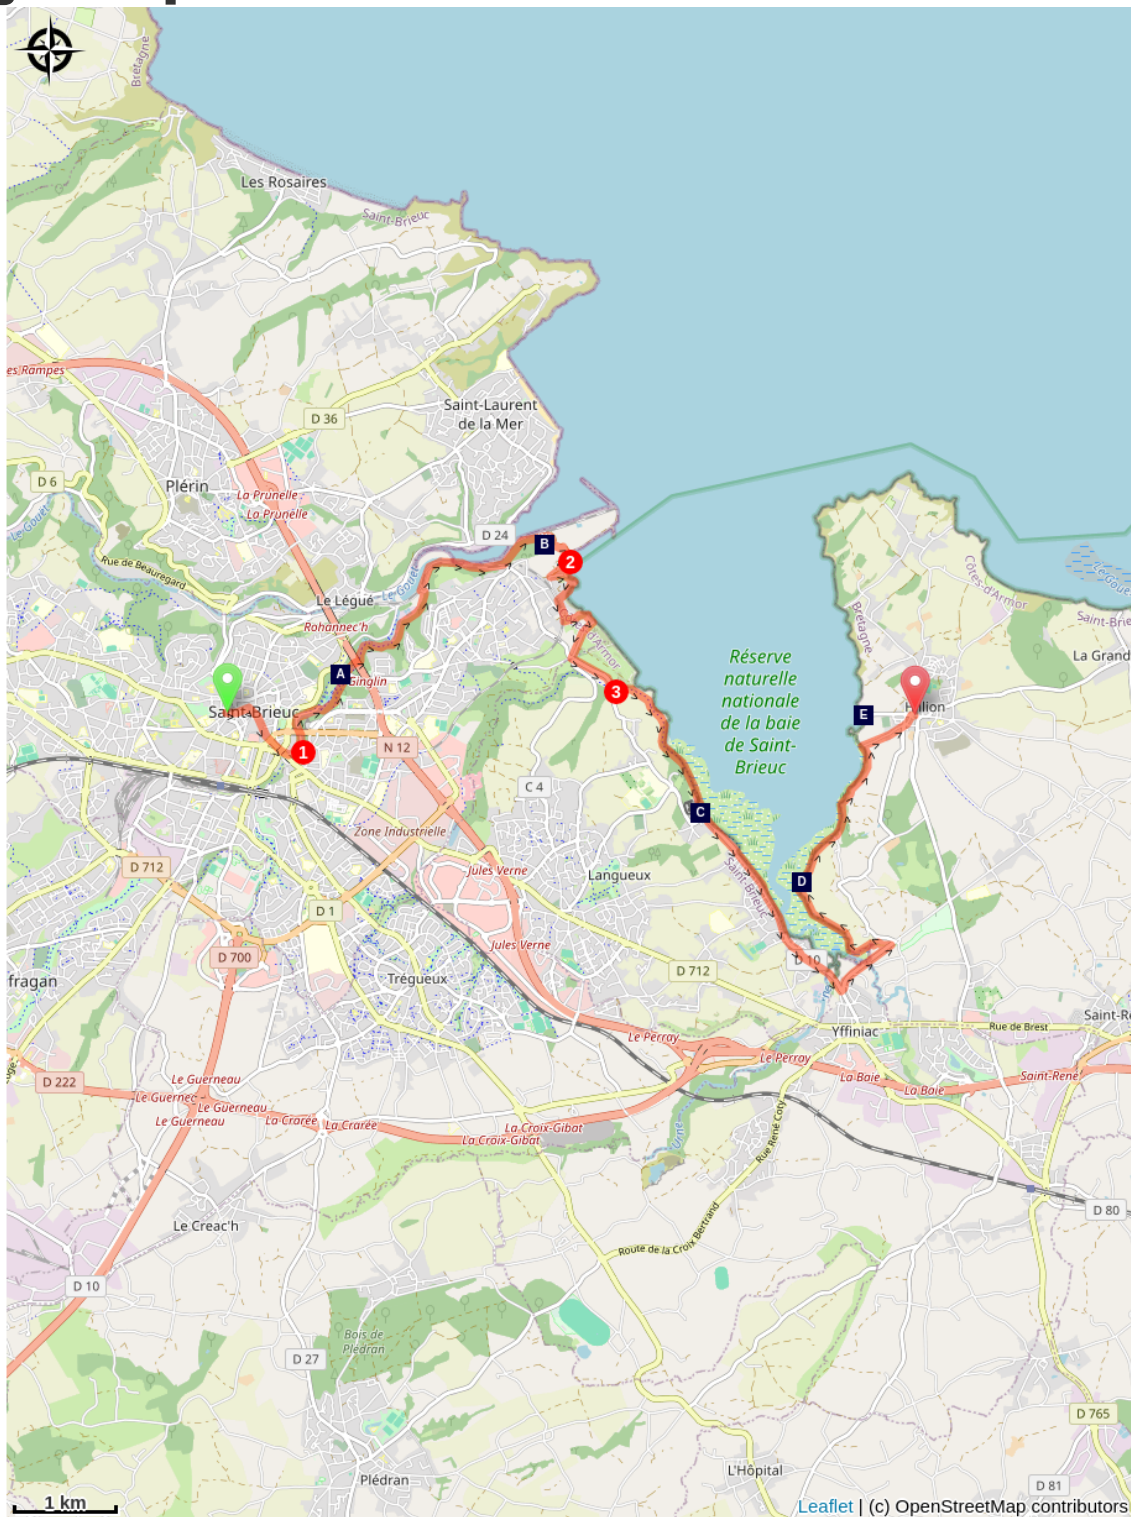 Bretagne
Les Rosaires
Saint-Brieuc
es Rampes
D 36
Saint-Laurent
de la Mer
D 6
Plérin
La Prunelle
La Prunelle
Le Gouët
D 24
B
2
Rue de Beauregard
Le Gouët
Le Légué
Rohannec'h
Côtes-d'Armor
Bretagne
Saint-Brie
La Grand
A
Ginglin
3
Réserve
naturelle
nationale
de la baie
de Saint-
Brieuc
Saint-Brieuc
E
Hillion
1
N 12
C 4
C
Zone Industrielle
D 712
Jules Verne
Langueux
Saint-Brieuc
D
D 1
Jules Verne
D 700
D 10
D 712
fragan
Trégueux
Saint-R
Yffiniac
Rue de Brest
Le Perray
Le Perray
D 222
Le Guerneau
La Baie
La Baie
Saint-René
Le Guernec
Le Guerneau
Le Guerneau
La Crarée
La Crarée
La Croix-Gibat
La Croix-Gibat
Urne
Rue René Coty
D 80
Le Creac'h
Route de la Croix Bertrand
D 10
Bois de
Plédran
D 27
D 765
Plédran
L'Hôpital
D 81
1 km
Leaflet | (c) OpenStreetMap contributors